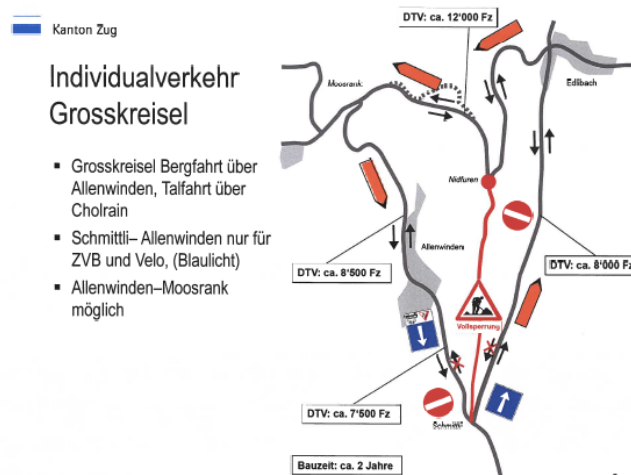 Kanton Zug
Individualverkehr
Grosskreisel
▪ Grosskreisel Bergfahrt über
Allenwinden, Talfahrt über
Cholrain
▪ Schmittli– Allenwinden nur für
ZVB und Velo, (Blaulicht)
▪ Allenwinden–Moosrank
möglich
DTV: ca. 12'000 Fz
Moosrank
Edlibach
Nidfuren
Allenwinden
DTV: ca. 8'500 Fz
DTV: ca. 8'000 Fz
Vollsperrung
DTV: ca. 7'500 Fz
Schmittli
Bauzeit: ca. 2 Jahre